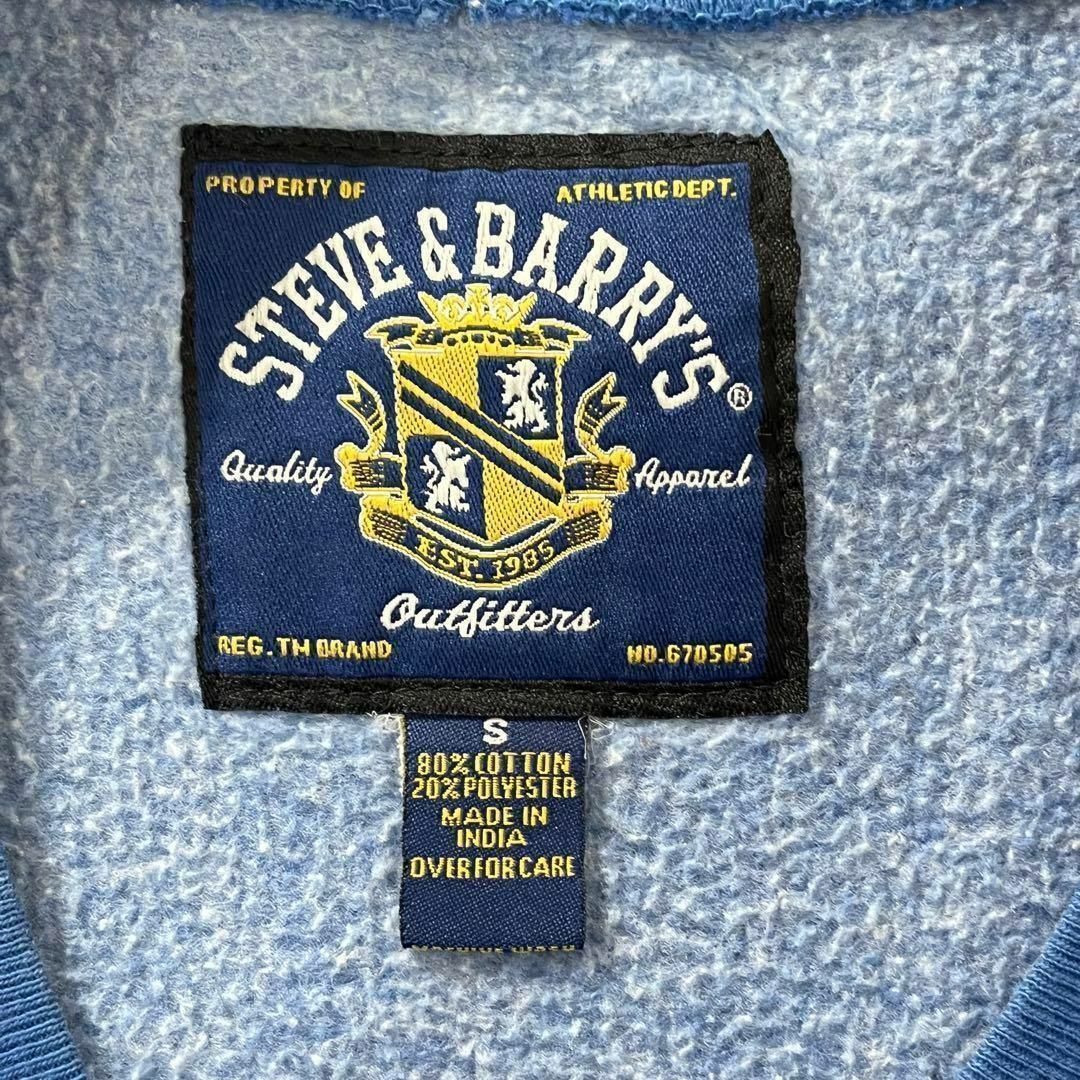 PROPERTY OF ATHLETIC DEPT.
STEVE & BARRY'S ®
Quality Apparel
EST. 1985
Outfitters
REG. TM BRAND NO. 670505
S
80% COTTON
20% POLYESTER
MADE IN
INDIA
OVER FOR CARE